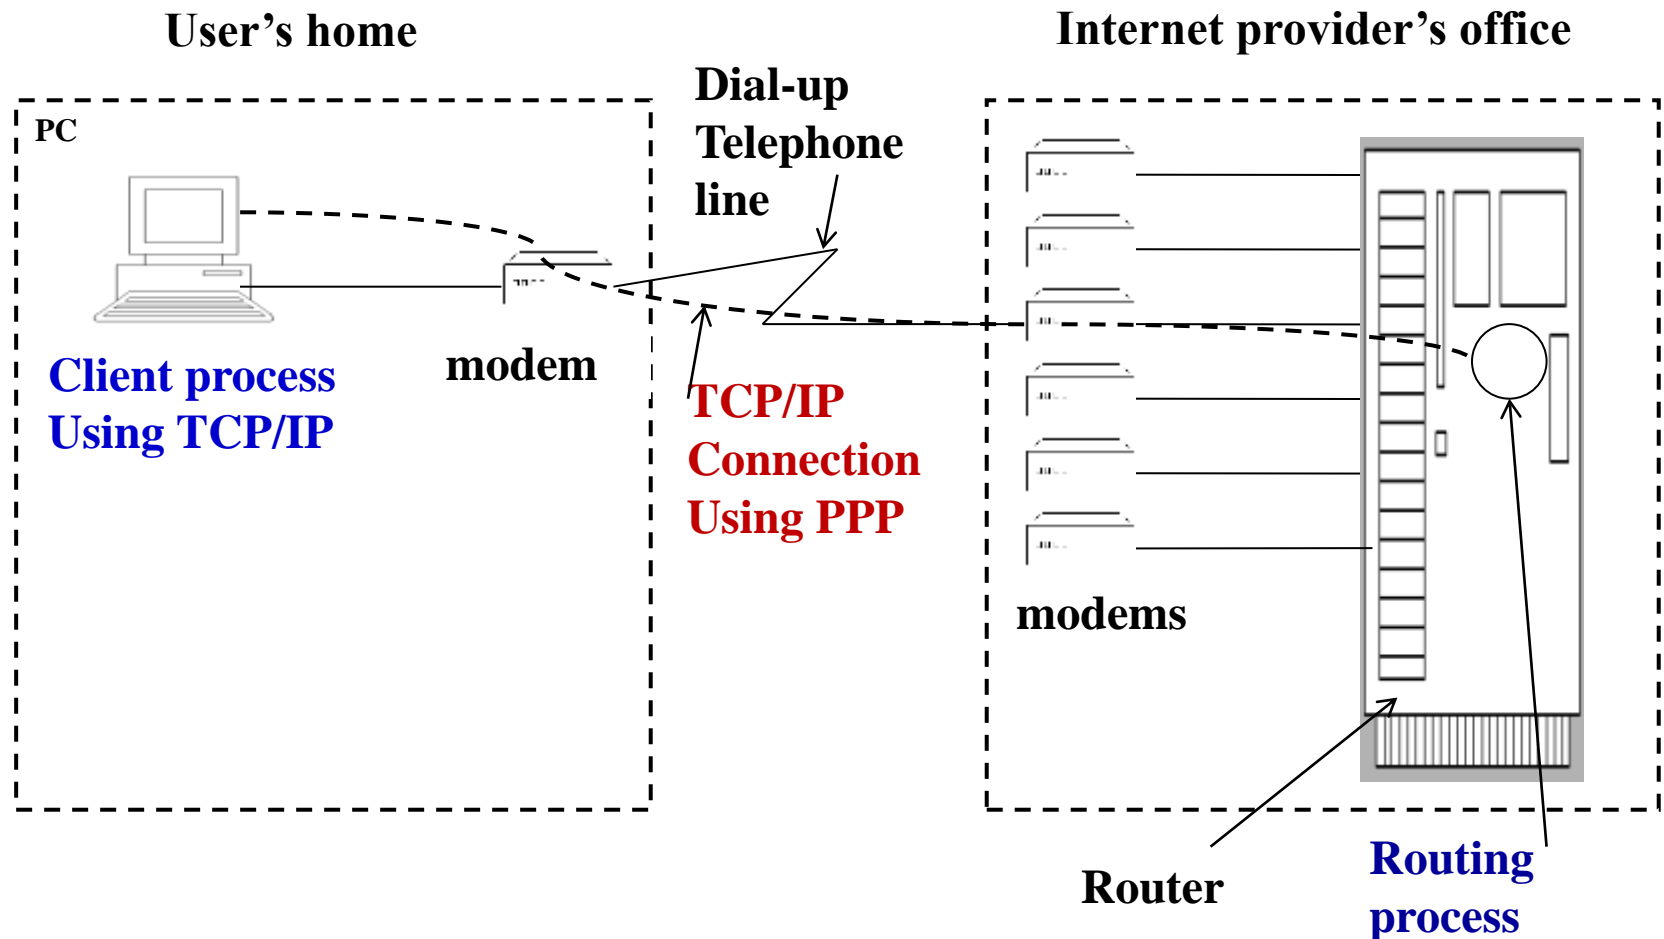 User’s home
Internet provider’s office
Dial-up
Telephone
line
PC
Client process
Using TCP/IP
modem
TCP/IP
Connection
Using PPP
modems
Router
Routing
process